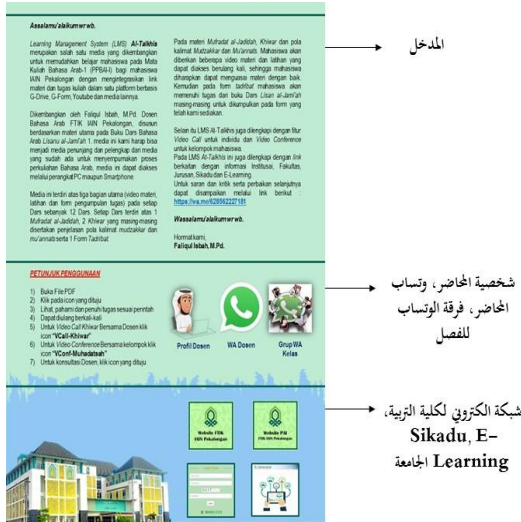 Assalamu'alaikum wr wb.
Learning Management System (LMS) Al-Talkhis
merupakan salah satu media yang dikembangkan
untuk memudahkan belajar mahasiswa pada Mata
Kuliah Bahasa Arab-1 (PPBAI-I) bagi mahasiswa
IAIN Pekalongan dengan mengintegrasikan link
materi dan tugas kuliah dalam satu platform berbasis
G-Drive, G-Form, Youtube dan media lainnya.
Dikembangkan oleh Faliqul Isbah, M.Pd. Dosen
Bahasa Arab FTIK IAIN Pekalongan, disusun
berdasarkan materi utama pada Buku Dars Bahasa
Arab Lisanu al-Jami'ah 1. media ini kami harap bisa
menjadi media penunjang dan pelengkap dari media
yang sudah ada untuk menyempurnakan proses
perkuliahan Bahasa Arab, media in dapat diakses
melalui perangkat PC maupun Smartphone.
Media ini terdiri atas tiga bagian utama (video materi,
latihan dan form pengumpulan tugas) pada setiap
Dars sebanyak 12 Dars. Setiap Dars terdiri atas 1
Mufradat al-Jadidah, 2 Khiwar yang masing-masing
disertakan penjelasan pola kalimat mudzakkar dan
mu'annats serta 1 Form Tadribat
Pada materi Mufradat al-Jadidah, Khiwar dan pola
kalimat Mudzakkar dan Mu'annats. Mahasiswa akan
diberikan beberapa video materi dan latihan yang
dapat diakses berulang kali, sehingga mahasiswa
diharapkan dapat menguasai materi dengan baik.
Kemudian pada form tadribat mahasiswa akan
memenuhi tugas dari buku Dars Lisan al-Jami'ah
masing-masing untuk dikumpulkan pada form yang
telah kami sediakan.
Selain itu LMS Al-Talkhis juga dilengkapi dengan fitur
Video Call untuk individu dan Video Conference
untuk kelompok mahasiswa.
Pada LMS Al-Talkhis ini juga dilengkapi dengan link
berkaitan dengan informasi Institusai, Fakultas,
Jurusan, Sikadu dan E-Learning.
Untuk saran dan kritik serta perbaikan selanjutnya
dapat disampaikan melalui link berikut :
https://wa.me/628562227181
Wassalamu'alaikum wr wb.
Hormat kami,
Faliqul Isbah, M.Pd.
المدخل
PETUNJUK PENGGUNAAN
1) Buka File PDF
2) Klik pada icon yang dituju
3) Lihat, pahami dan penuhi tugas sesuai perintah
4) Dapat diulang berkali-kali
5) Untuk Video Call Khiwar Bersama Dosen klik
icon "VCall-Khiwar"
6) Untuk Video Conference Bersama kelompok klik
icon "VConf-Muhadatsah"
7) Untuk konsultasi Dosen, klik icon yang dituju
Profil Dosen
WA Dosen
Grup WA
Kelas
شخصية المحاضر، وتساب
المحاضر، فرقة الوتساب
للفصل
Website FTIK
IAIN Pekalongan
Website PAI
FTIK IAIN Pekalongan
شبكة الكتروني لكلية التربية،
Sikadu, E-
Learning الجامعة